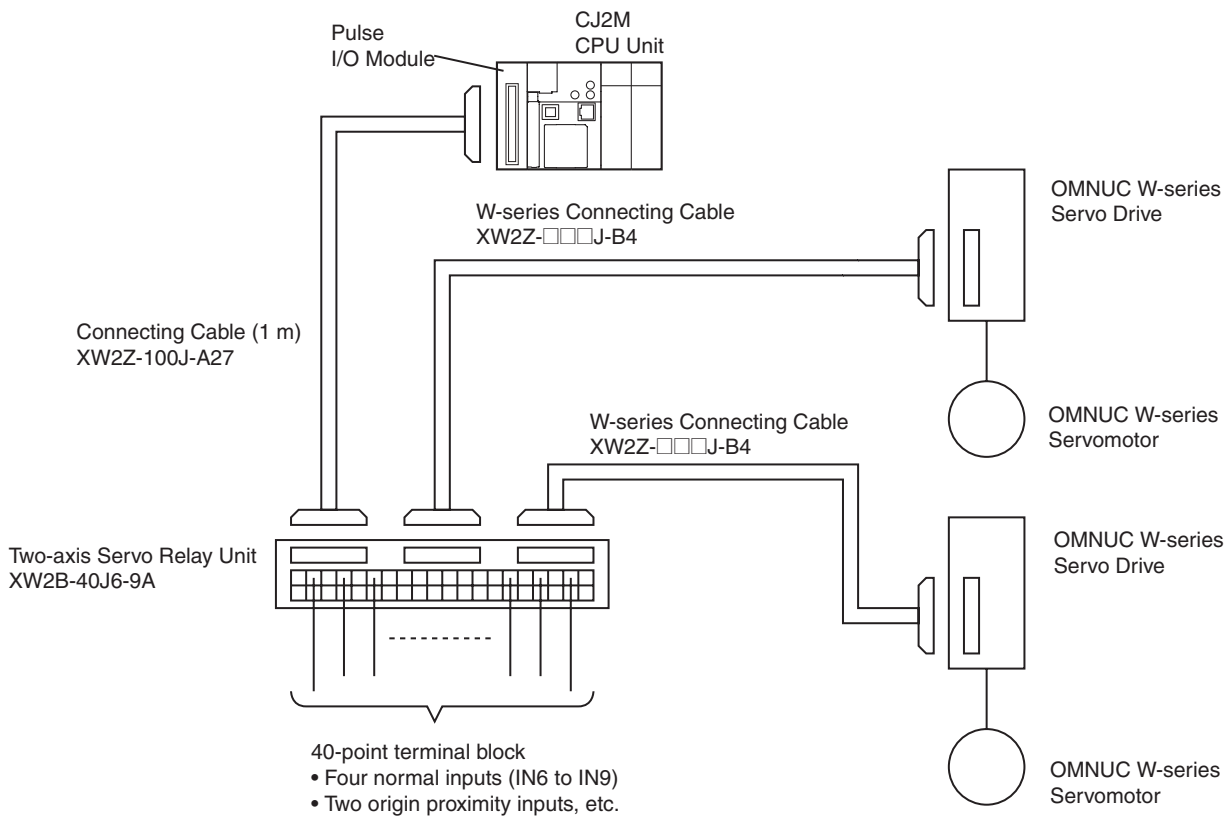 CJ2M
CPU Unit
Pulse
I/O Module
OMNUC W-series
Servo Drive
W-series Connecting Cable
XW2Z-□□□J-B4
Connecting Cable (1 m)
XW2Z-100J-A27
OMNUC W-series
Servomotor
W-series Connecting Cable
XW2Z-□□□J-B4
Two-axis Servo Relay Unit
XW2B-40J6-9A
OMNUC W-series
Servo Drive
40-point terminal block
• Four normal inputs (IN6 to IN9)
• Two origin proximity inputs, etc.
OMNUC W-series
Servomotor